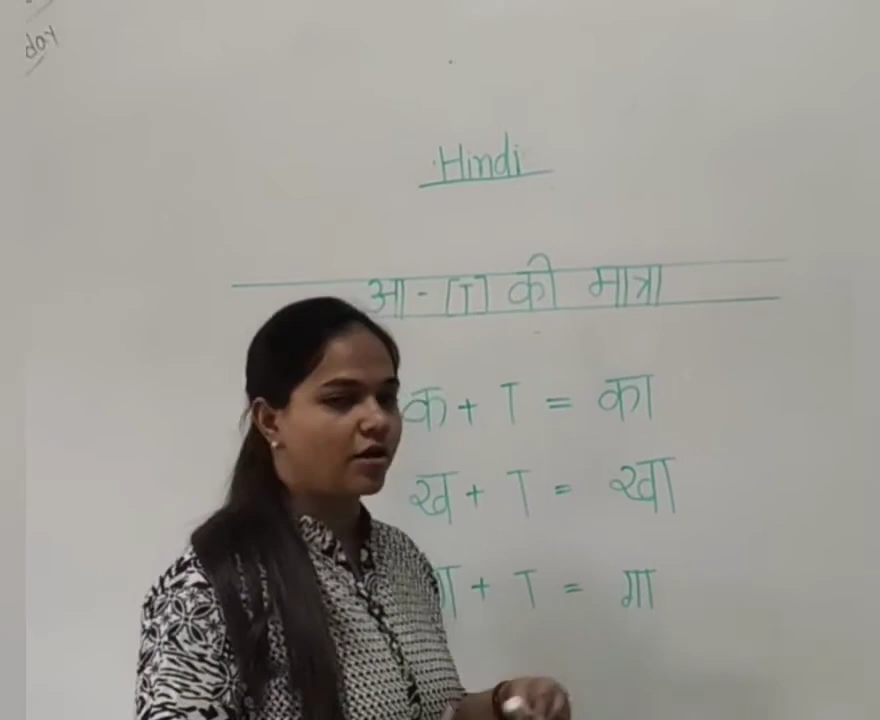 day
Hindi
आ - [ा] की मात्रा
क + ा = का
ख + ा = खा
ग + ा = गा